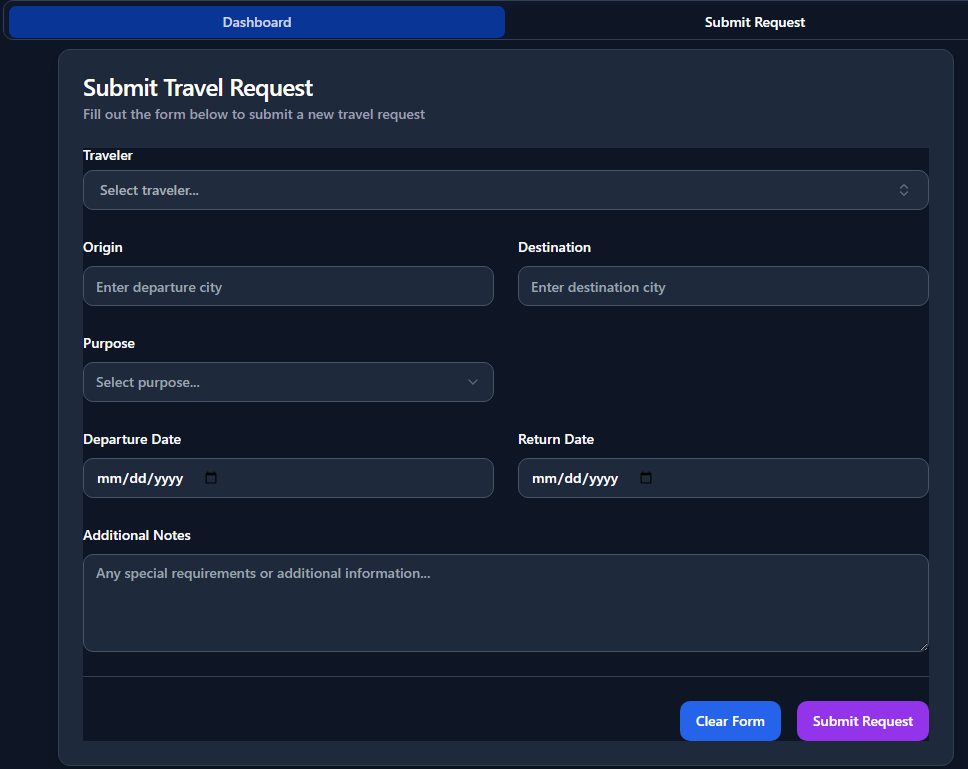 Dashboard Submit Request
Submit Travel Request
Fill out the form below to submit a new travel request
Traveler
Select traveler...
Origin Destination
Enter departure city Enter destination city
Purpose
Select purpose...
Departure Date Return Date
mm/dd/yyyy mm/dd/yyyy
Additional Notes
Any special requirements or additional information...
Clear Form Submit Request